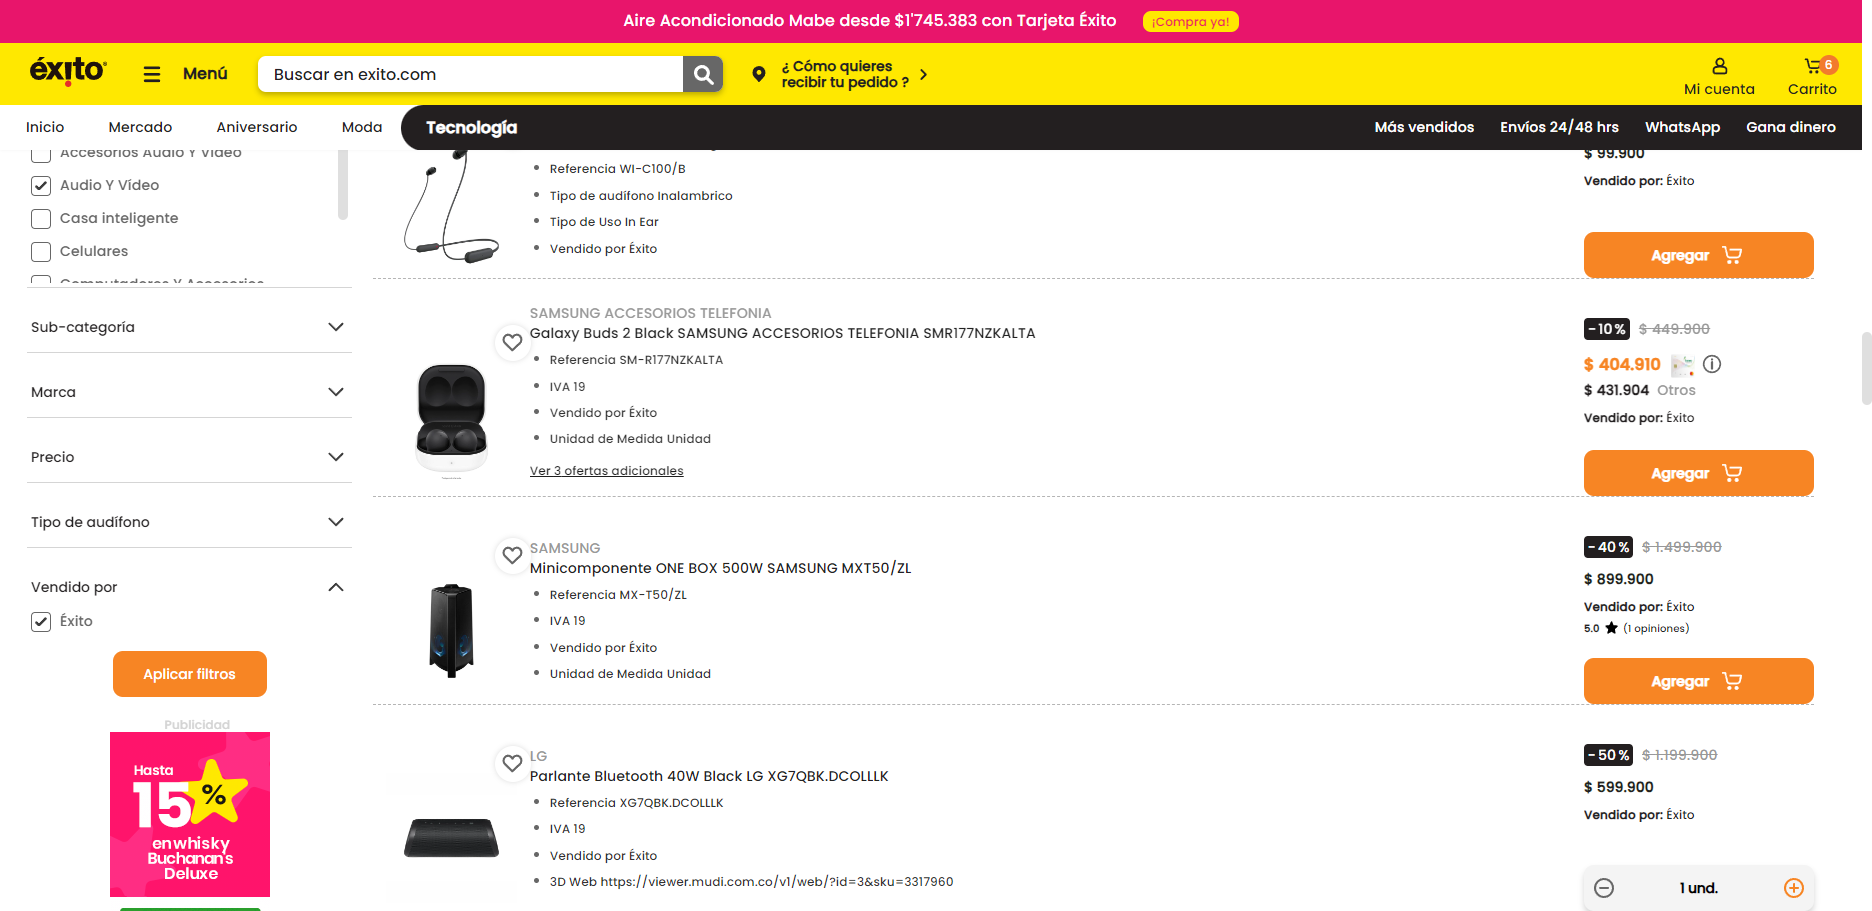 Aire Acondicionado Mabe desde $1'745.383 con Tarjeta Éxito ¡Compra ya!
éxito
Menú
Buscar en exito.com
¿ Cómo quieres
recibir tu pedido ?
Mi cuenta
6
Carrito
Inicio Mercado Aniversario Moda Tecnología Más vendidos Envíos 24/48 hrs WhatsApp Gana dinero
Accesorios Audio Y Video
Audio Y Vídeo
Casa inteligente
Celulares
Computadores Y Accesorios
Sub-categoría
Marca
Precio
Tipo de audífono
Vendido por
Éxito
Aplicar filtros
Publicidad
Hasta
15%
en whisky
Buchanan's
Deluxe
Referencia WI-C100/B
Tipo de audífono Inalambrico
Tipo de Uso In Ear
Vendido por Éxito
$ 99.900
Vendido por: Éxito
Agregar
SAMSUNG ACCESORIOS TELEFONIA
Galaxy Buds 2 Black SAMSUNG ACCESORIOS TELEFONIA SMR177NZKALTA
Referencia SM-R177NZKALTA
IVA 19
Vendido por Éxito
Unidad de Medida Unidad
Ver 3 ofertas adicionales
-10% $ 449.900
$ 404.910
$ 431.904 Otros
Vendido por: Éxito
Agregar
SAMSUNG
Minicomponente ONE BOX 500W SAMSUNG MXT50/ZL
Referencia MX-T50/ZL
IVA 19
Vendido por Éxito
Unidad de Medida Unidad
-40% $ 1.499.900
$ 899.900
Vendido por: Éxito
5.0 (1 opiniones)
Agregar
LG
Parlante Bluetooth 40W Black LG XG7QBK.DCOLLLK
Referencia XG7QBK.DCOLLLK
IVA 19
Vendido por Éxito
3D Web https://viewer.mudi.com.co/v1/web/?id=3&sku=3317960
-50% $ 1.199.900
$ 599.900
Vendido por: Éxito
1 und.